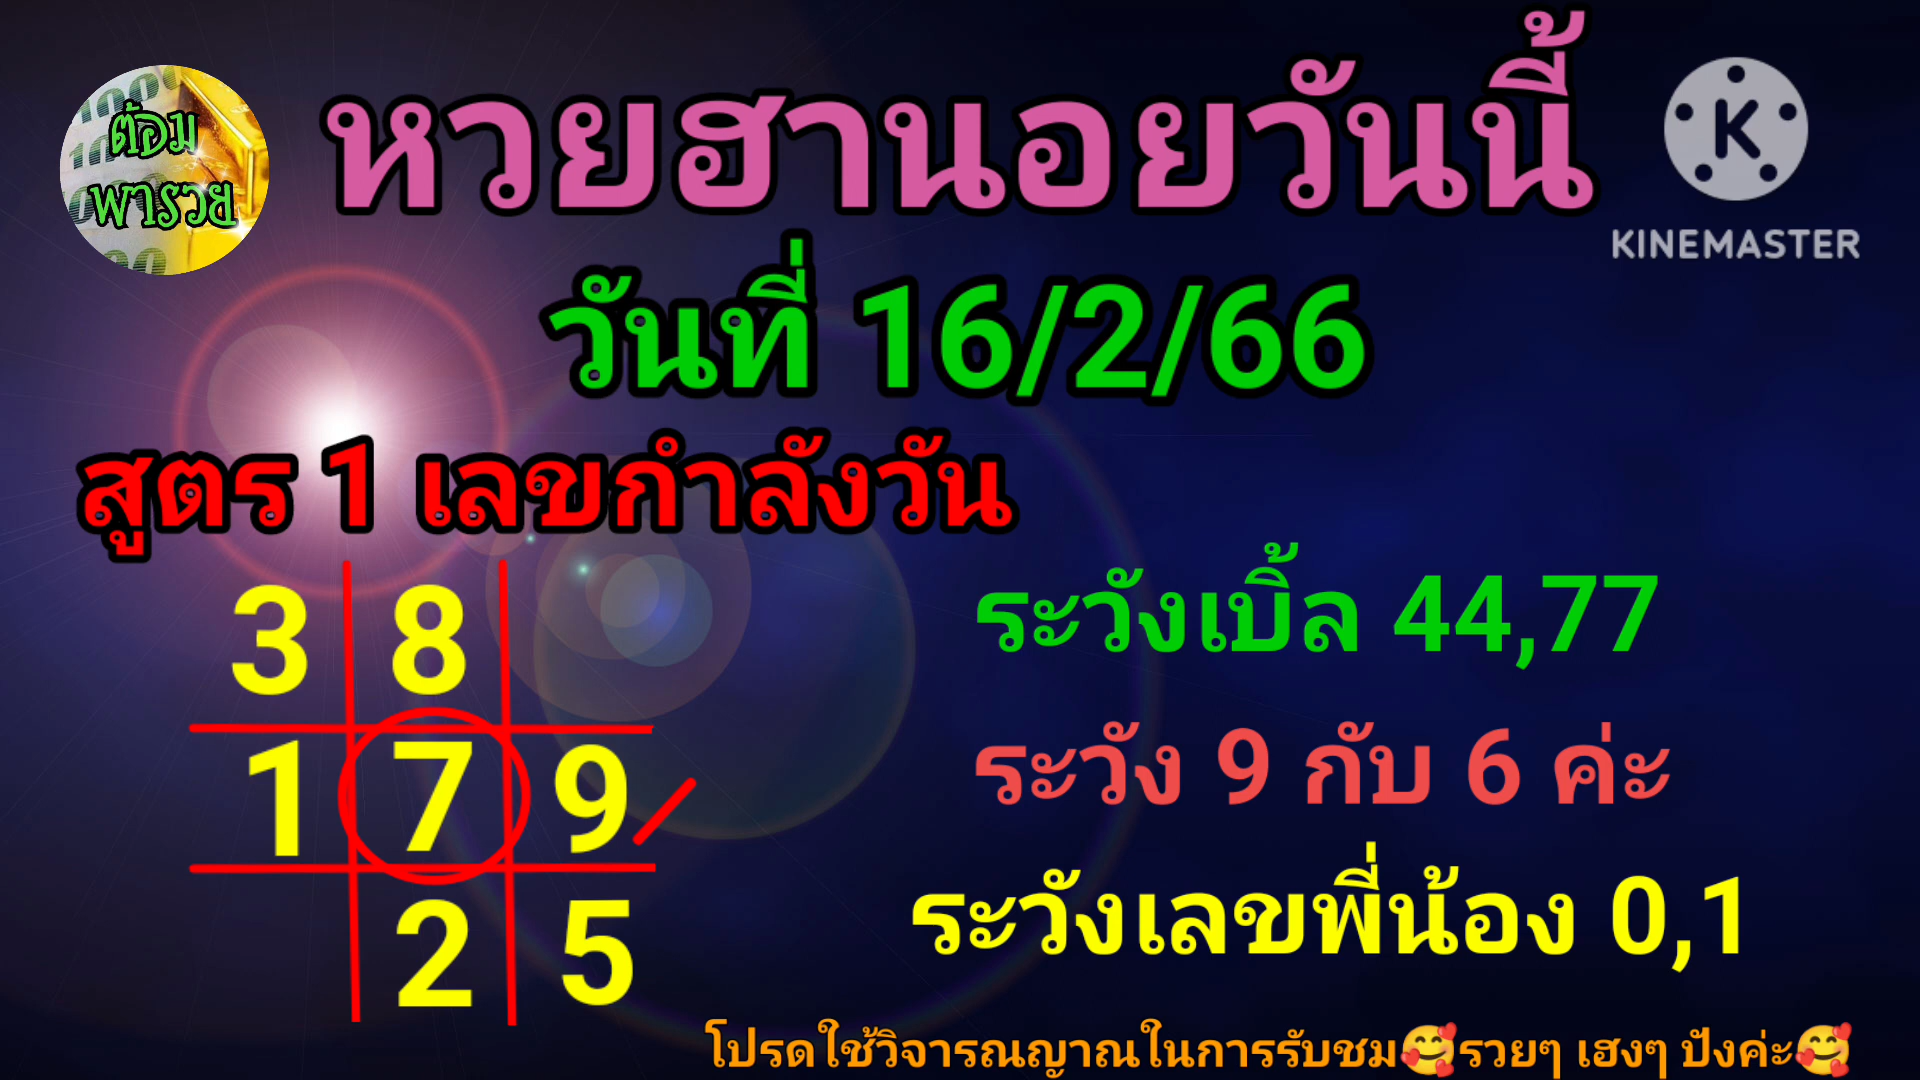 ต้อม
พารวย
หวยฮานอยวันนี้
KINEMASTER
วันที่ 16/2/66
สูตร 1 เลขกำลังวัน
3 8
1 7 9
2 5
ระวังเบิ้ล 44,77
ระวัง 9 กับ 6 ค่ะ
ระวังเลขพี่น้อง 0,1
โปรดใช้วิจารณญาณในการรับชม🥰รวยๆ เฮงๆ ปังค่ะ🥰